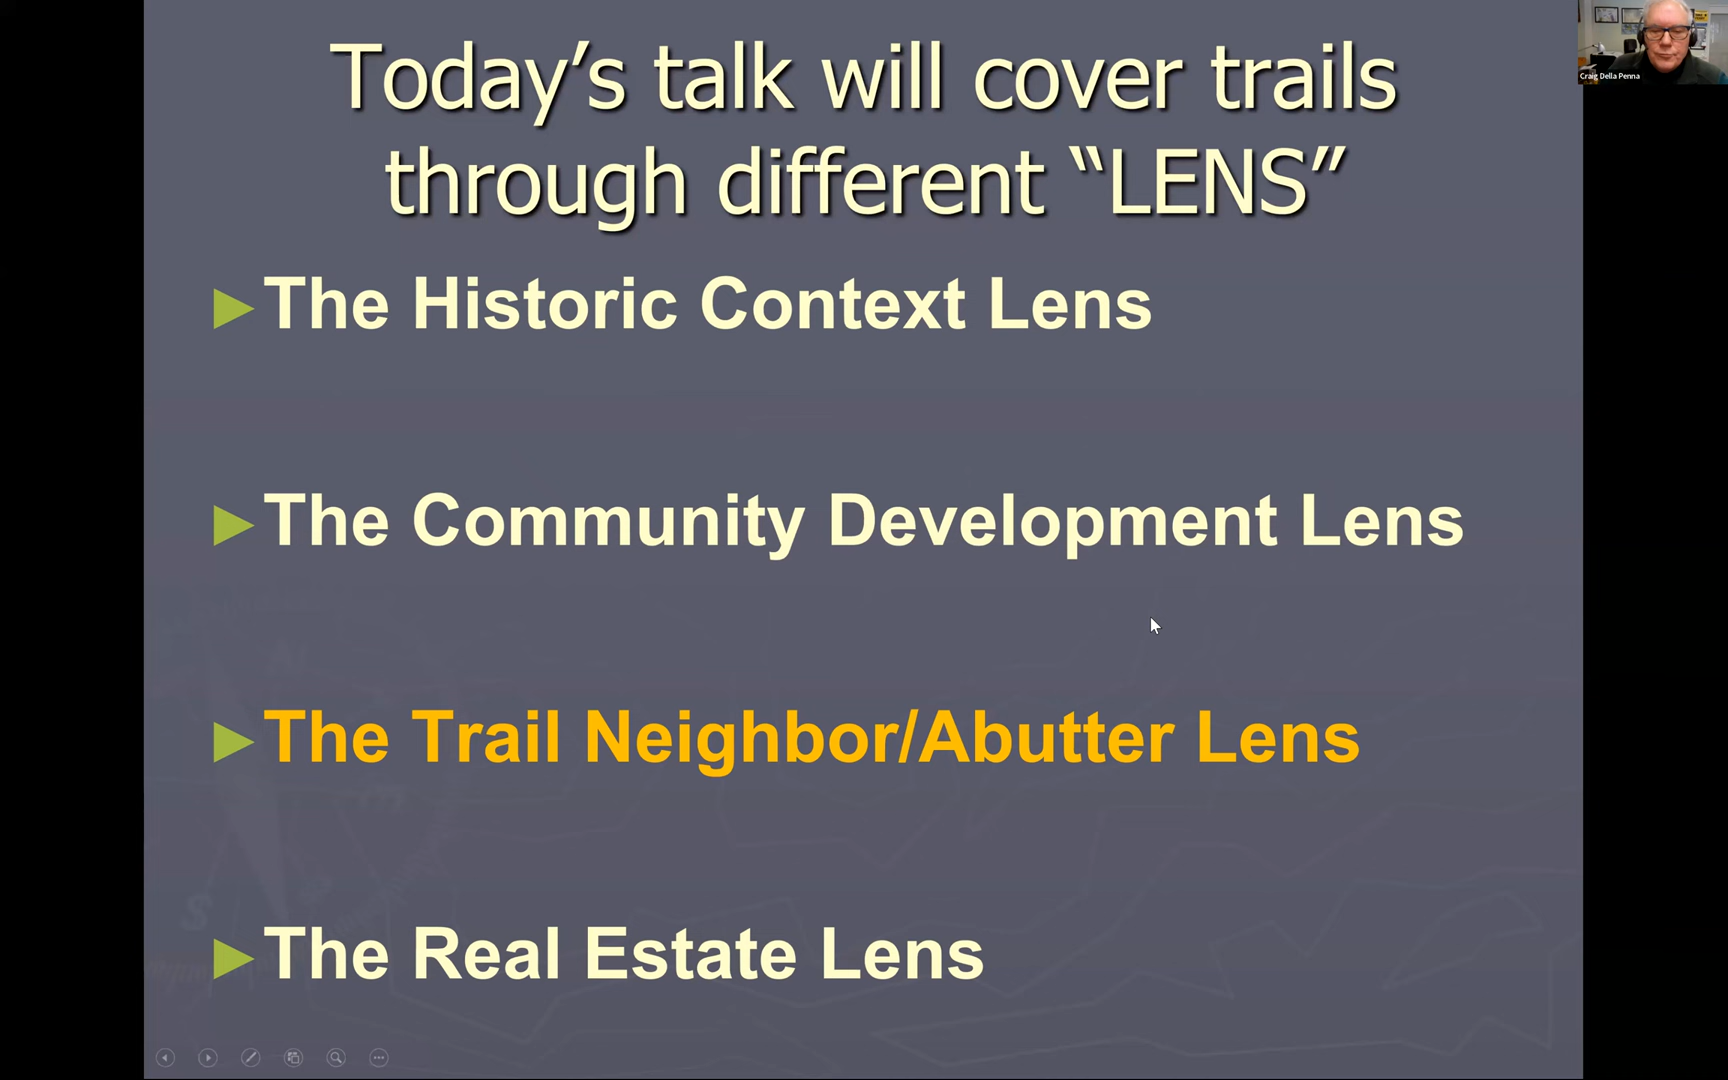 Today’s talk will cover trails
through different “LENS”
►The Historic Context Lens
►The Community Development Lens
►The Trail Neighbor/Abutter Lens
►The Real Estate Lens
Craig Della Penna